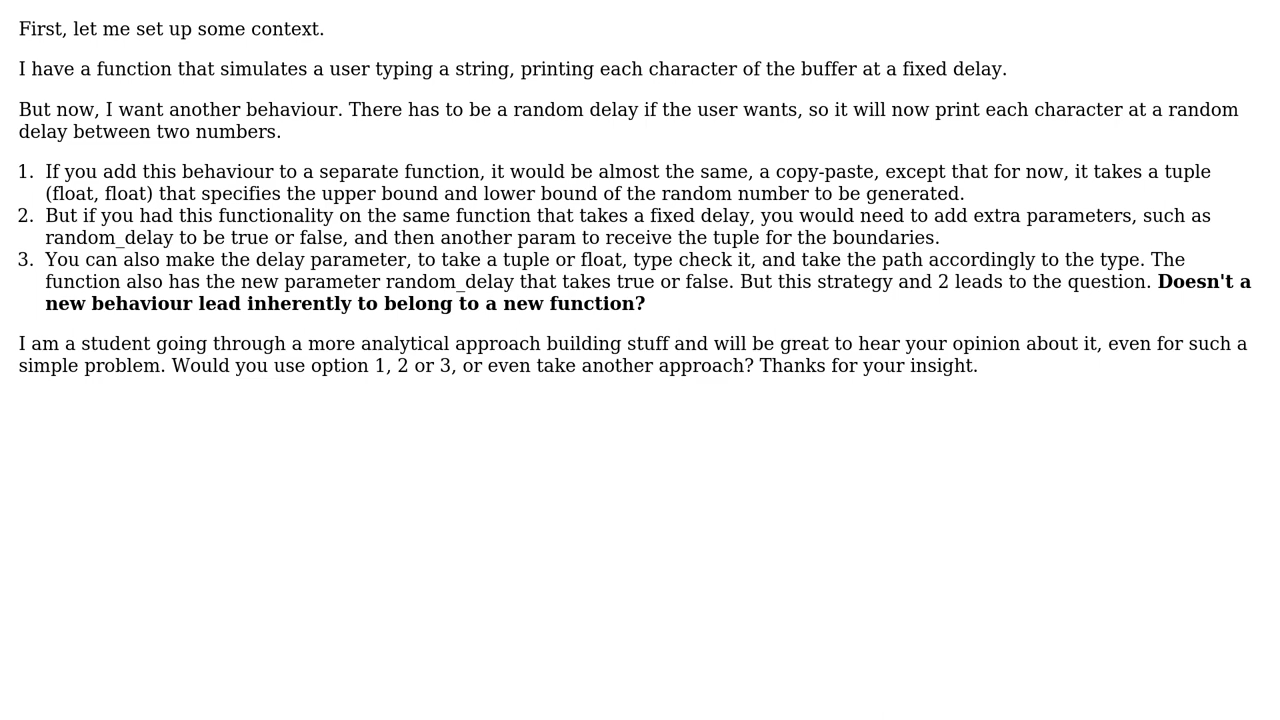 First, let me set up some context.
I have a function that simulates a user typing a string, printing each character of the buffer at a fixed delay.
But now, I want another behaviour. There has to be a random delay if the user wants, so it will now print each character at a random
delay between two numbers.
1. If you add this behaviour to a separate function, it would be almost the same, a copy-paste, except that for now, it takes a tuple
(float, float) that specifies the upper bound and lower bound of the random number to be generated.
2. But if you had this functionality on the same function that takes a fixed delay, you would need to add extra parameters, such as
random_delay to be true or false, and then another param to receive the tuple for the boundaries.
3. You can also make the delay parameter, to take a tuple or float, type check it, and take the path accordingly to the type. The
function also has the new parameter random_delay that takes true or false. But this strategy and 2 leads to the question. Doesn't a
new behaviour lead inherently to belong to a new function?
I am a student going through a more analytical approach building stuff and will be great to hear your opinion about it, even for such a
simple problem. Would you use option 1, 2 or 3, or even take another approach? Thanks for your insight.